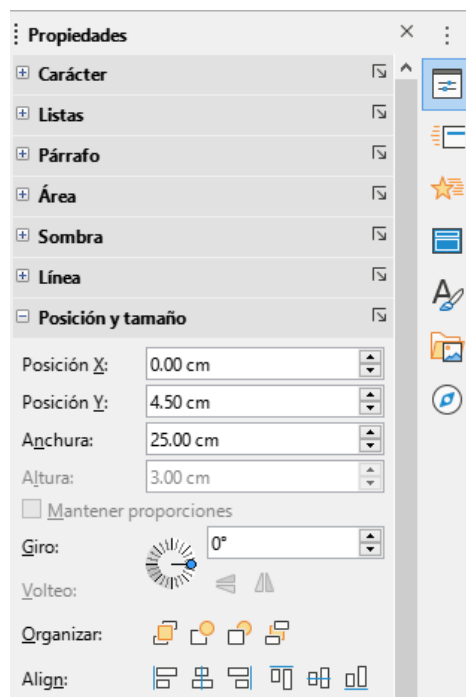 Propiedades
Carácter
Listas
Párrafo
Área
Sombra
Línea
Posición y tamaño
Posición X: 0.00 cm
Posición Y: 4.50 cm
Anchura: 25.00 cm
Altura: 3.00 cm
Mantener proporciones
Giro: 0°
Volteo:
Organizar:
Align: